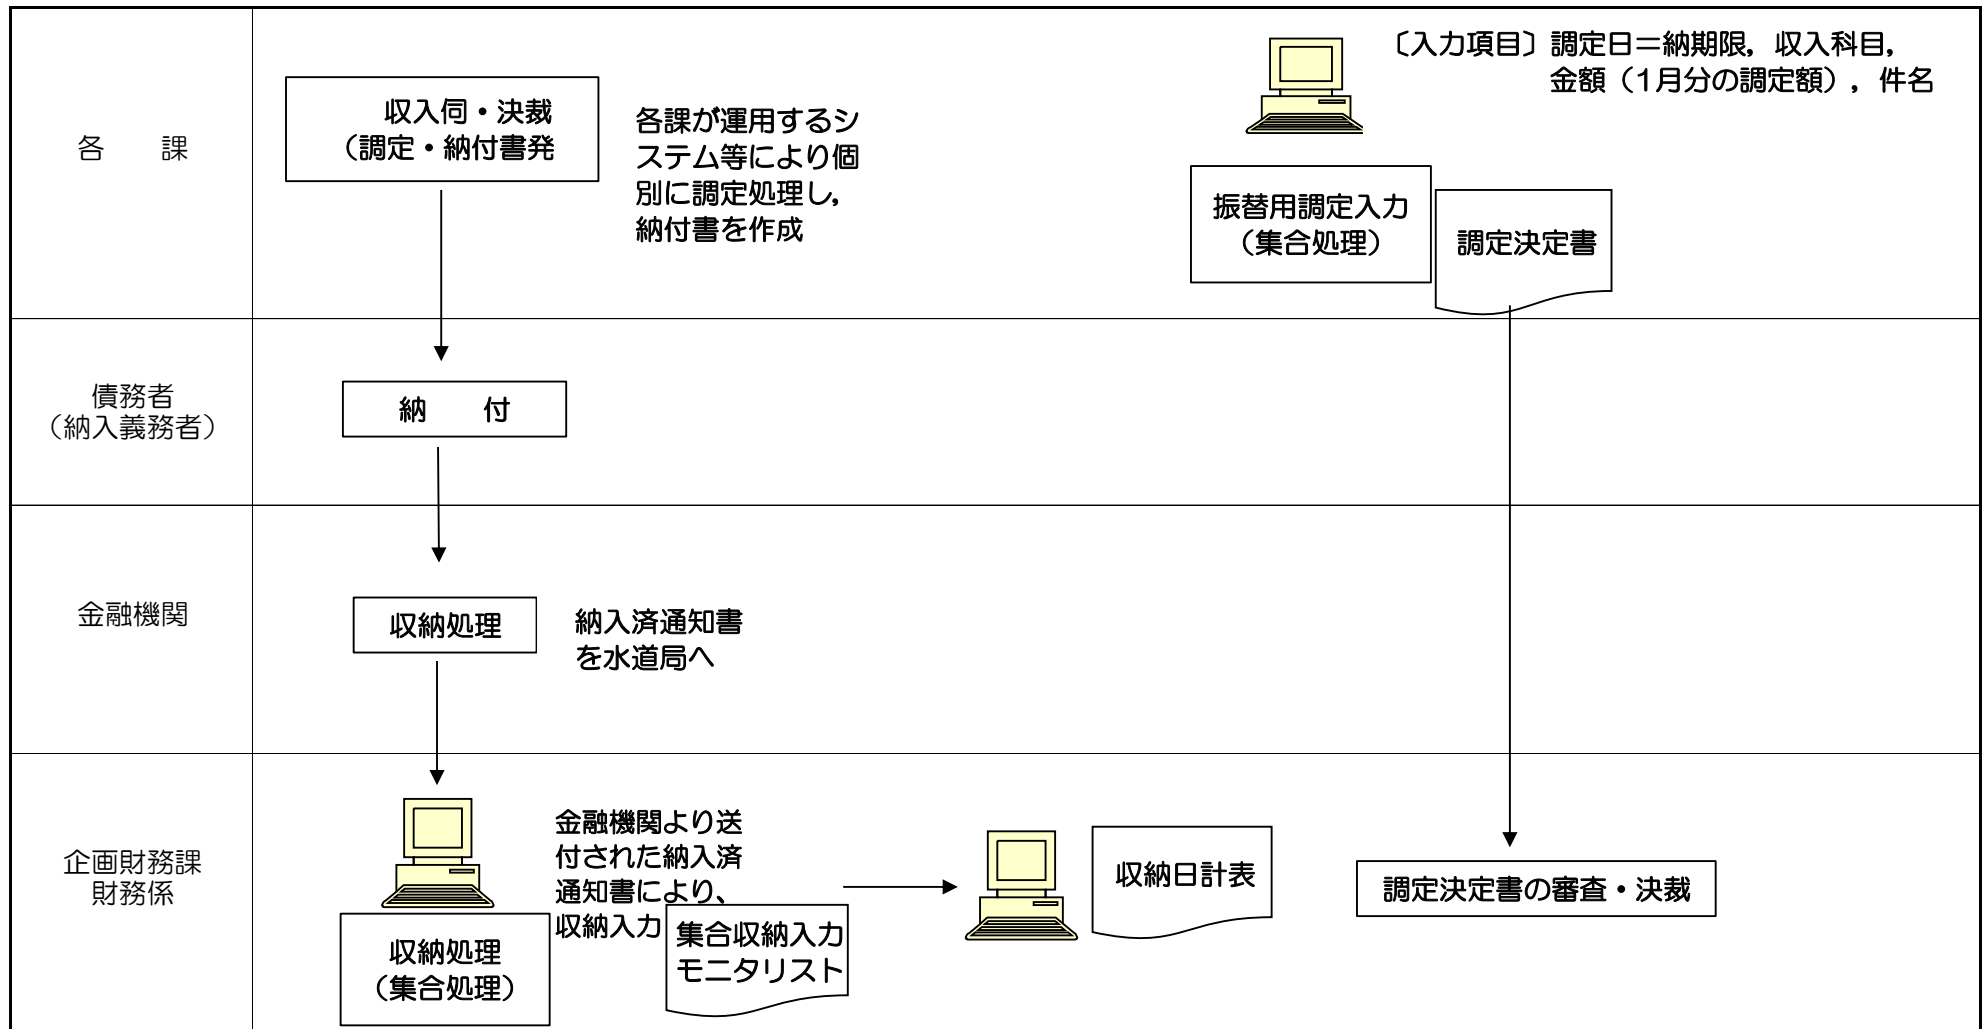 各　　課
収入伺・決裁
（調定・納付書発
各課が運用するシ
ステム等により個
別に調定処理し，
納付書を作成
〔入力項目〕調定日＝納期限，収入科目，
金額（1月分の調定額），件名
振替用調定入力
（集合処理）
調定決定書
債務者
（納入義務者）
納　　付
金融機関
収納処理
納入済通知書
を水道局へ
企画財務課
財務係
収納処理
（集合処理）
金融機関より送
付された納入済
通知書により、
収納入力
集合収納入力
モニタリスト
収納日計表
調定決定書の審査・決裁